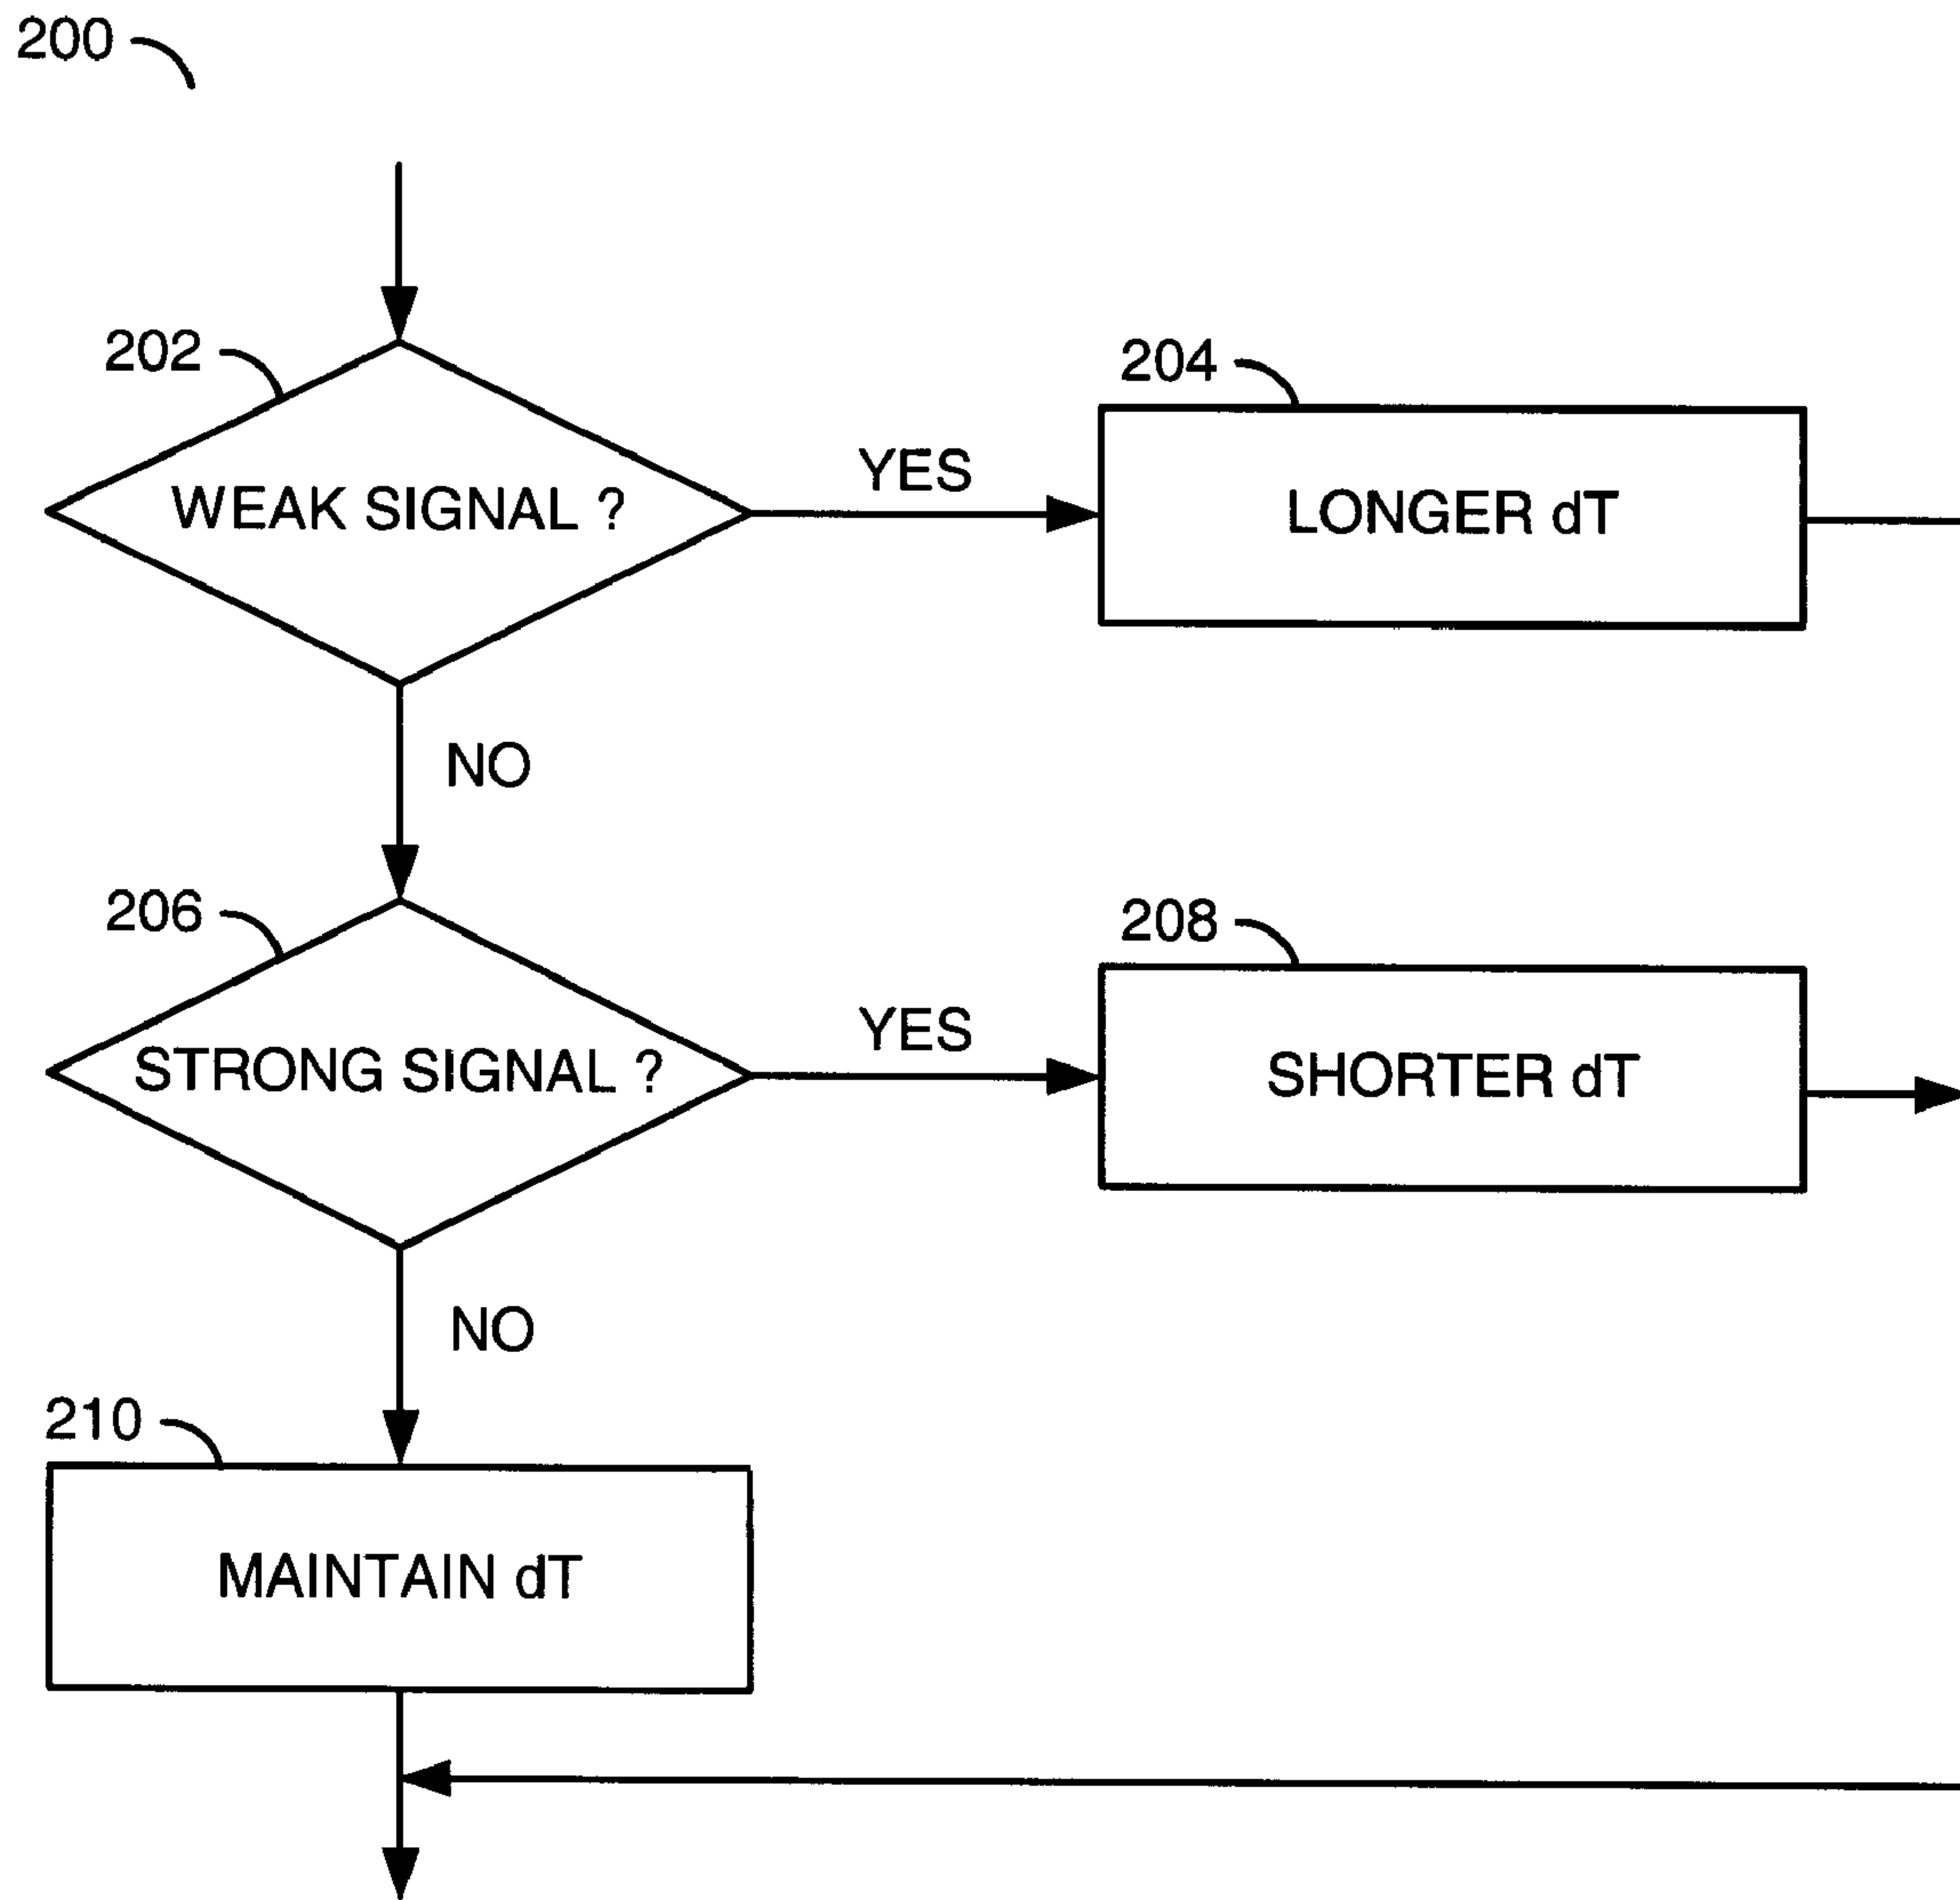 200
202
WEAK SIGNAL ?
YES
204
LONGER dT
NO
206
STRONG SIGNAL ?
YES
208
SHORTER dT
NO
210
MAINTAIN dT